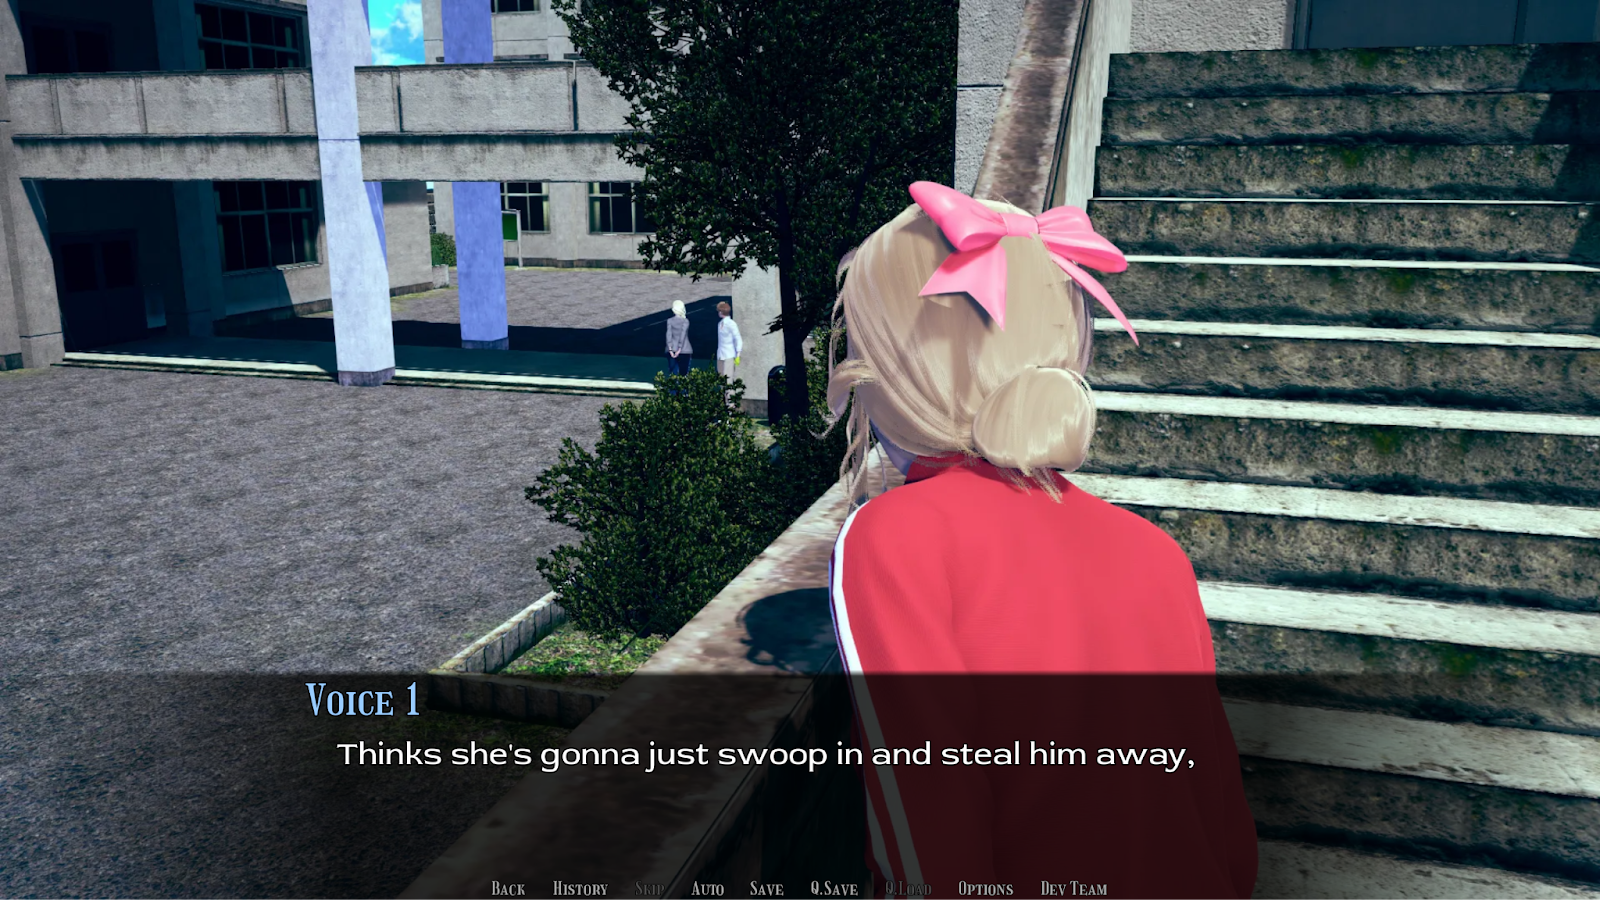 Voice 1
Thinks she's gonna just swoop in and steal him away,
Back History Skip Auto Save Q.Save Q.Load Options Dev Team